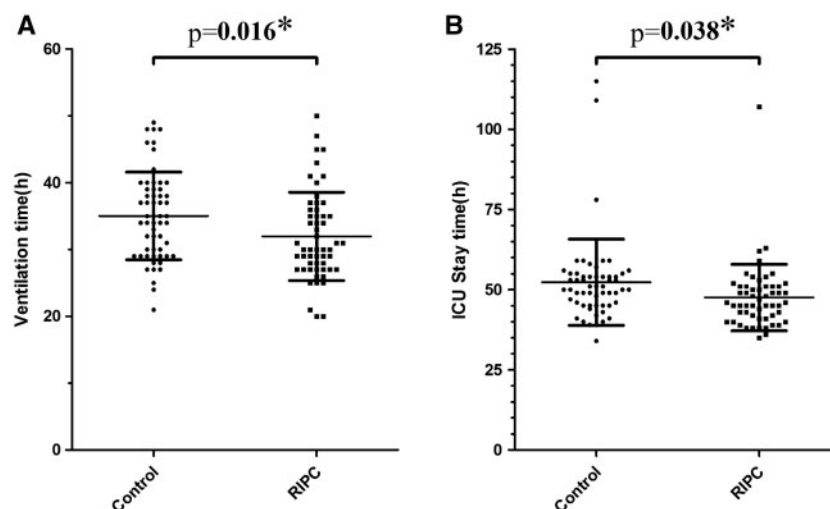 A
p=0.016*
60
40
20
0
Ventilation time(h)
Control
RIPC
B
p=0.038*
125
100
75
50
25
0
ICU Stay time(h)
Control
RIPC